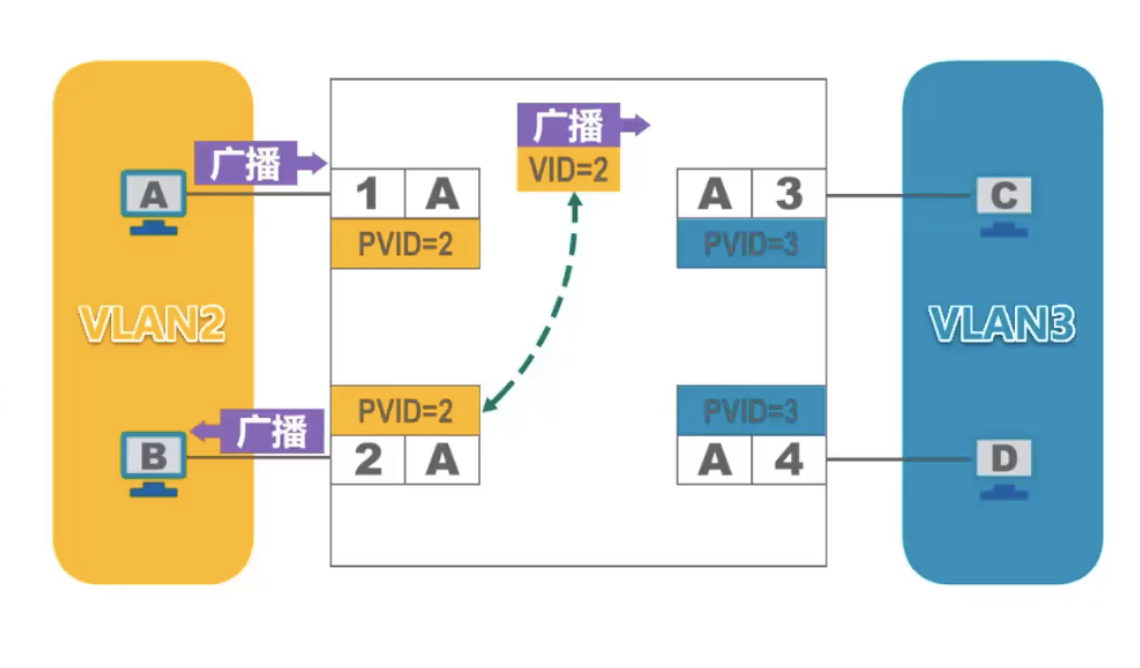 广播
VID=2
广播
A
1 A
PVID=2
A 3
PVID=3
C
VLAN2
VLAN3
PVID=2
2 A
广播
B
PVID=3
A 4
D